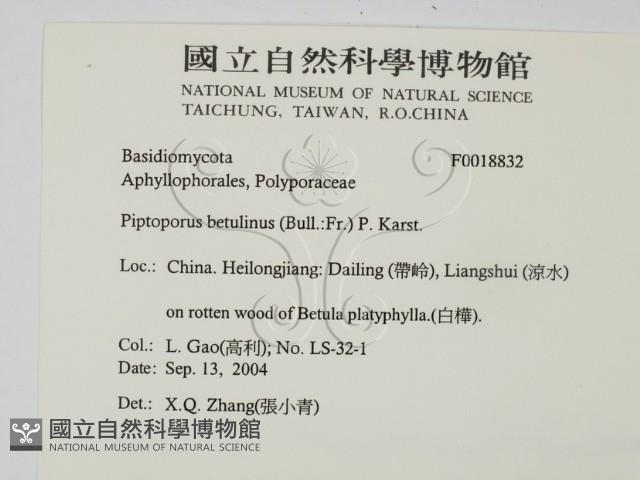 國立自然科學博物館
NATIONAL MUSEUM OF NATURAL SCIENCE
TAICHUNG, TAIWAN, R.O.CHINA
Basidiomycota F0018832
Aphyllophorales, Polyporaceae
Piptoporus betulinus (Bull.:Fr.) P. Karst.
Loc.: China. Heilongjiang: Dailing (帶岭), Liangshui (涼水)
on rotten wood of Betula platyphylla.(白樺).
Col.: L. Gao(高利); No. LS-32-1
Date: Sep. 13, 2004
Det.: X.Q. Zhang(張小青)
國立自然科學博物館
NATIONAL MUSEUM OF NATURAL SCIENCE